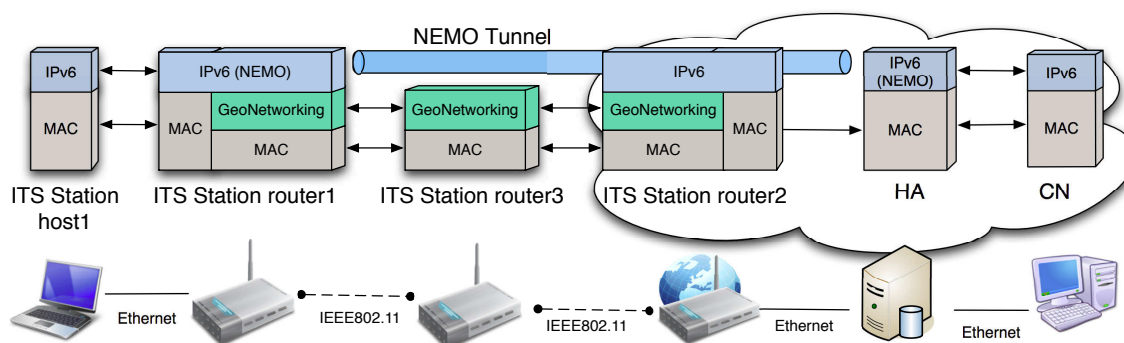 NEMO Tunnel
IPv6
IPv6 (NEMO)
IPv6
IPv6
(NEMO)
IPv6
GeoNetworking
GeoNetworking
GeoNetworking
MAC
MAC
MAC
MAC
MAC
MAC
MAC
MAC
ITS Station
host1
ITS Station router1
ITS Station router3
ITS Station router2
HA
CN
Ethernet
IEEE802.11
IEEE802.11
Ethernet
Ethernet